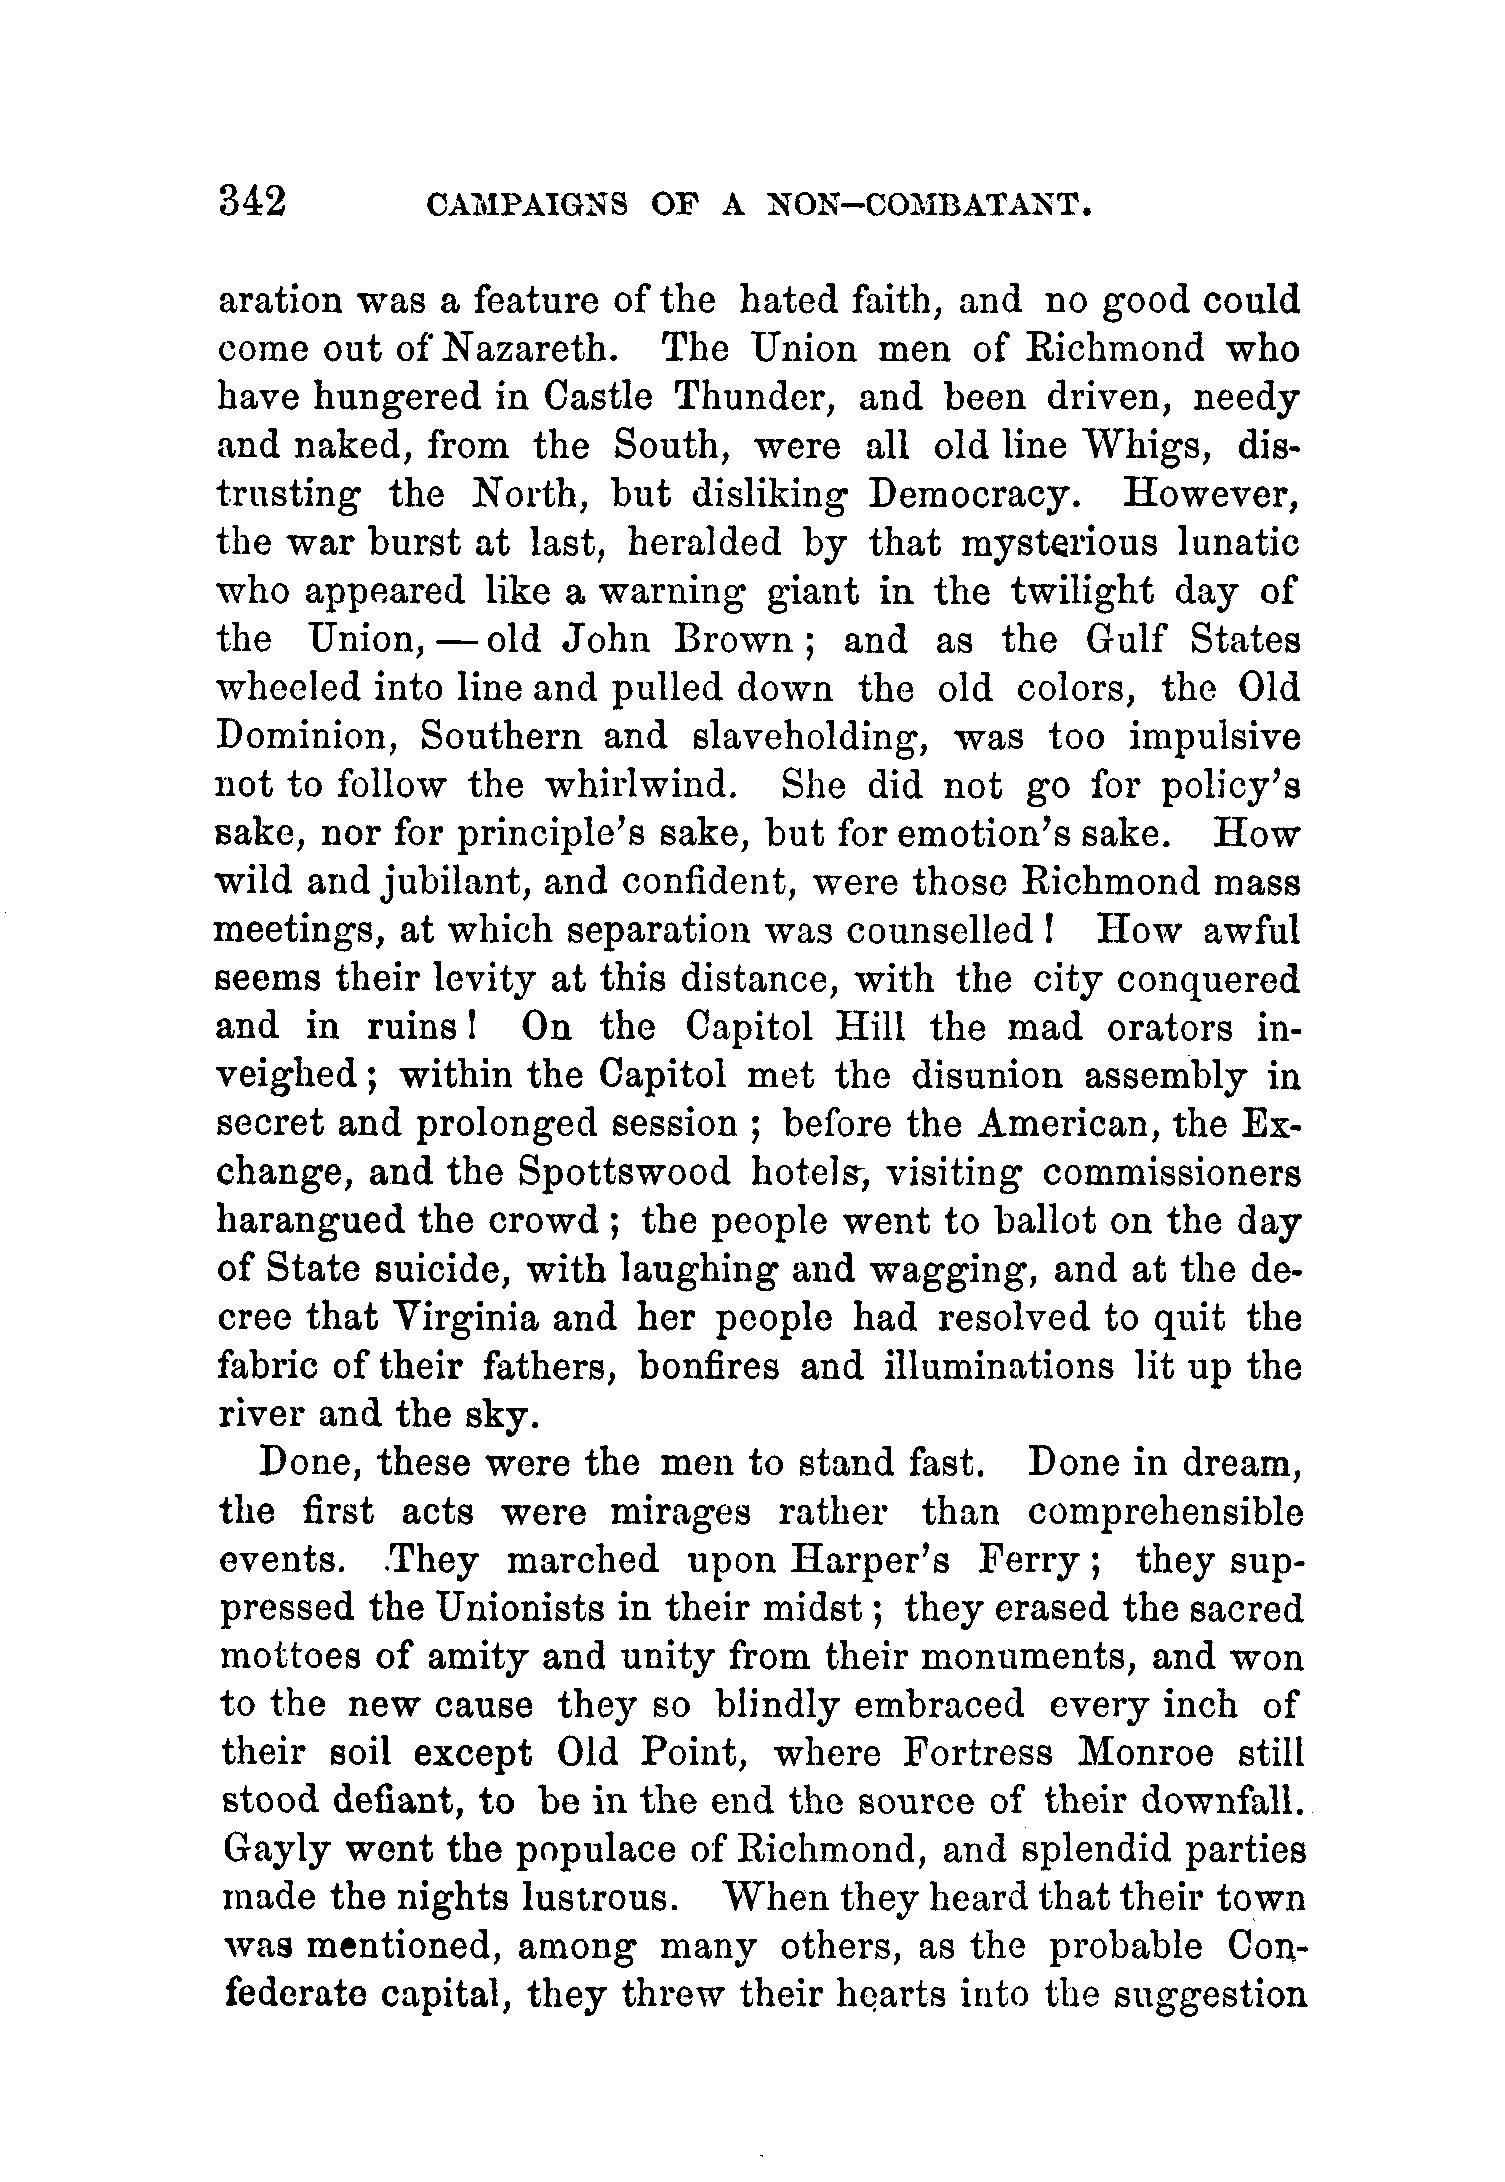 342 CAMPAIGNS OF A NON-COMBATANT.
aration was a feature of the hated faith, and no good could
come out of Nazareth. The Union men of Richmond who
have hungered in Castle Thunder, and been driven, needy
and naked, from the South, were all old line Whigs, dis-
trusting the North, but disliking Democracy. However,
the war burst at last, heralded by that mysterious lunatic
who appeared like a warning giant in the twilight day of
the Union, — old John Brown ; and as the Gulf States
wheeled into line and pulled down the old colors, the Old
Dominion, Southern and slaveholding, was too impulsive
not to follow the whirlwind. She did not go for policy's
sake, nor for principle's sake, but for emotion's sake. How
wild and jubilant, and confident, were those Richmond mass
meetings, at which separation was counselled ! How awful
seems their levity at this distance, with the city conquered
and in ruins ! On the Capitol Hill the mad orators in-
veighed ; within the Capitol met the disunion assembly in
secret and prolonged session ; before the American, the Ex-
change, and the Spottswood hotels, visiting commissioners
harangued the crowd ; the people went to ballot on the day
of State suicide, with laughing and wagging, and at the de-
cree that Virginia and her people had resolved to quit the
fabric of their fathers, bonfires and illuminations lit up the
river and the sky.
Done, these were the men to stand fast. Done in dream,
the first acts were mirages rather than comprehensible
events. They marched upon Harper's Ferry ; they sup-
pressed the Unionists in their midst ; they erased the sacred
mottoes of amity and unity from their monuments, and won
to the new cause they so blindly embraced every inch of
their soil except Old Point, where Fortress Monroe still
stood defiant, to be in the end the source of their downfall.
Gayly went the populace of Richmond, and splendid parties
made the nights lustrous. When they heard that their town
was mentioned, among many others, as the probable Con-
federate capital, they threw their hearts into the suggestion